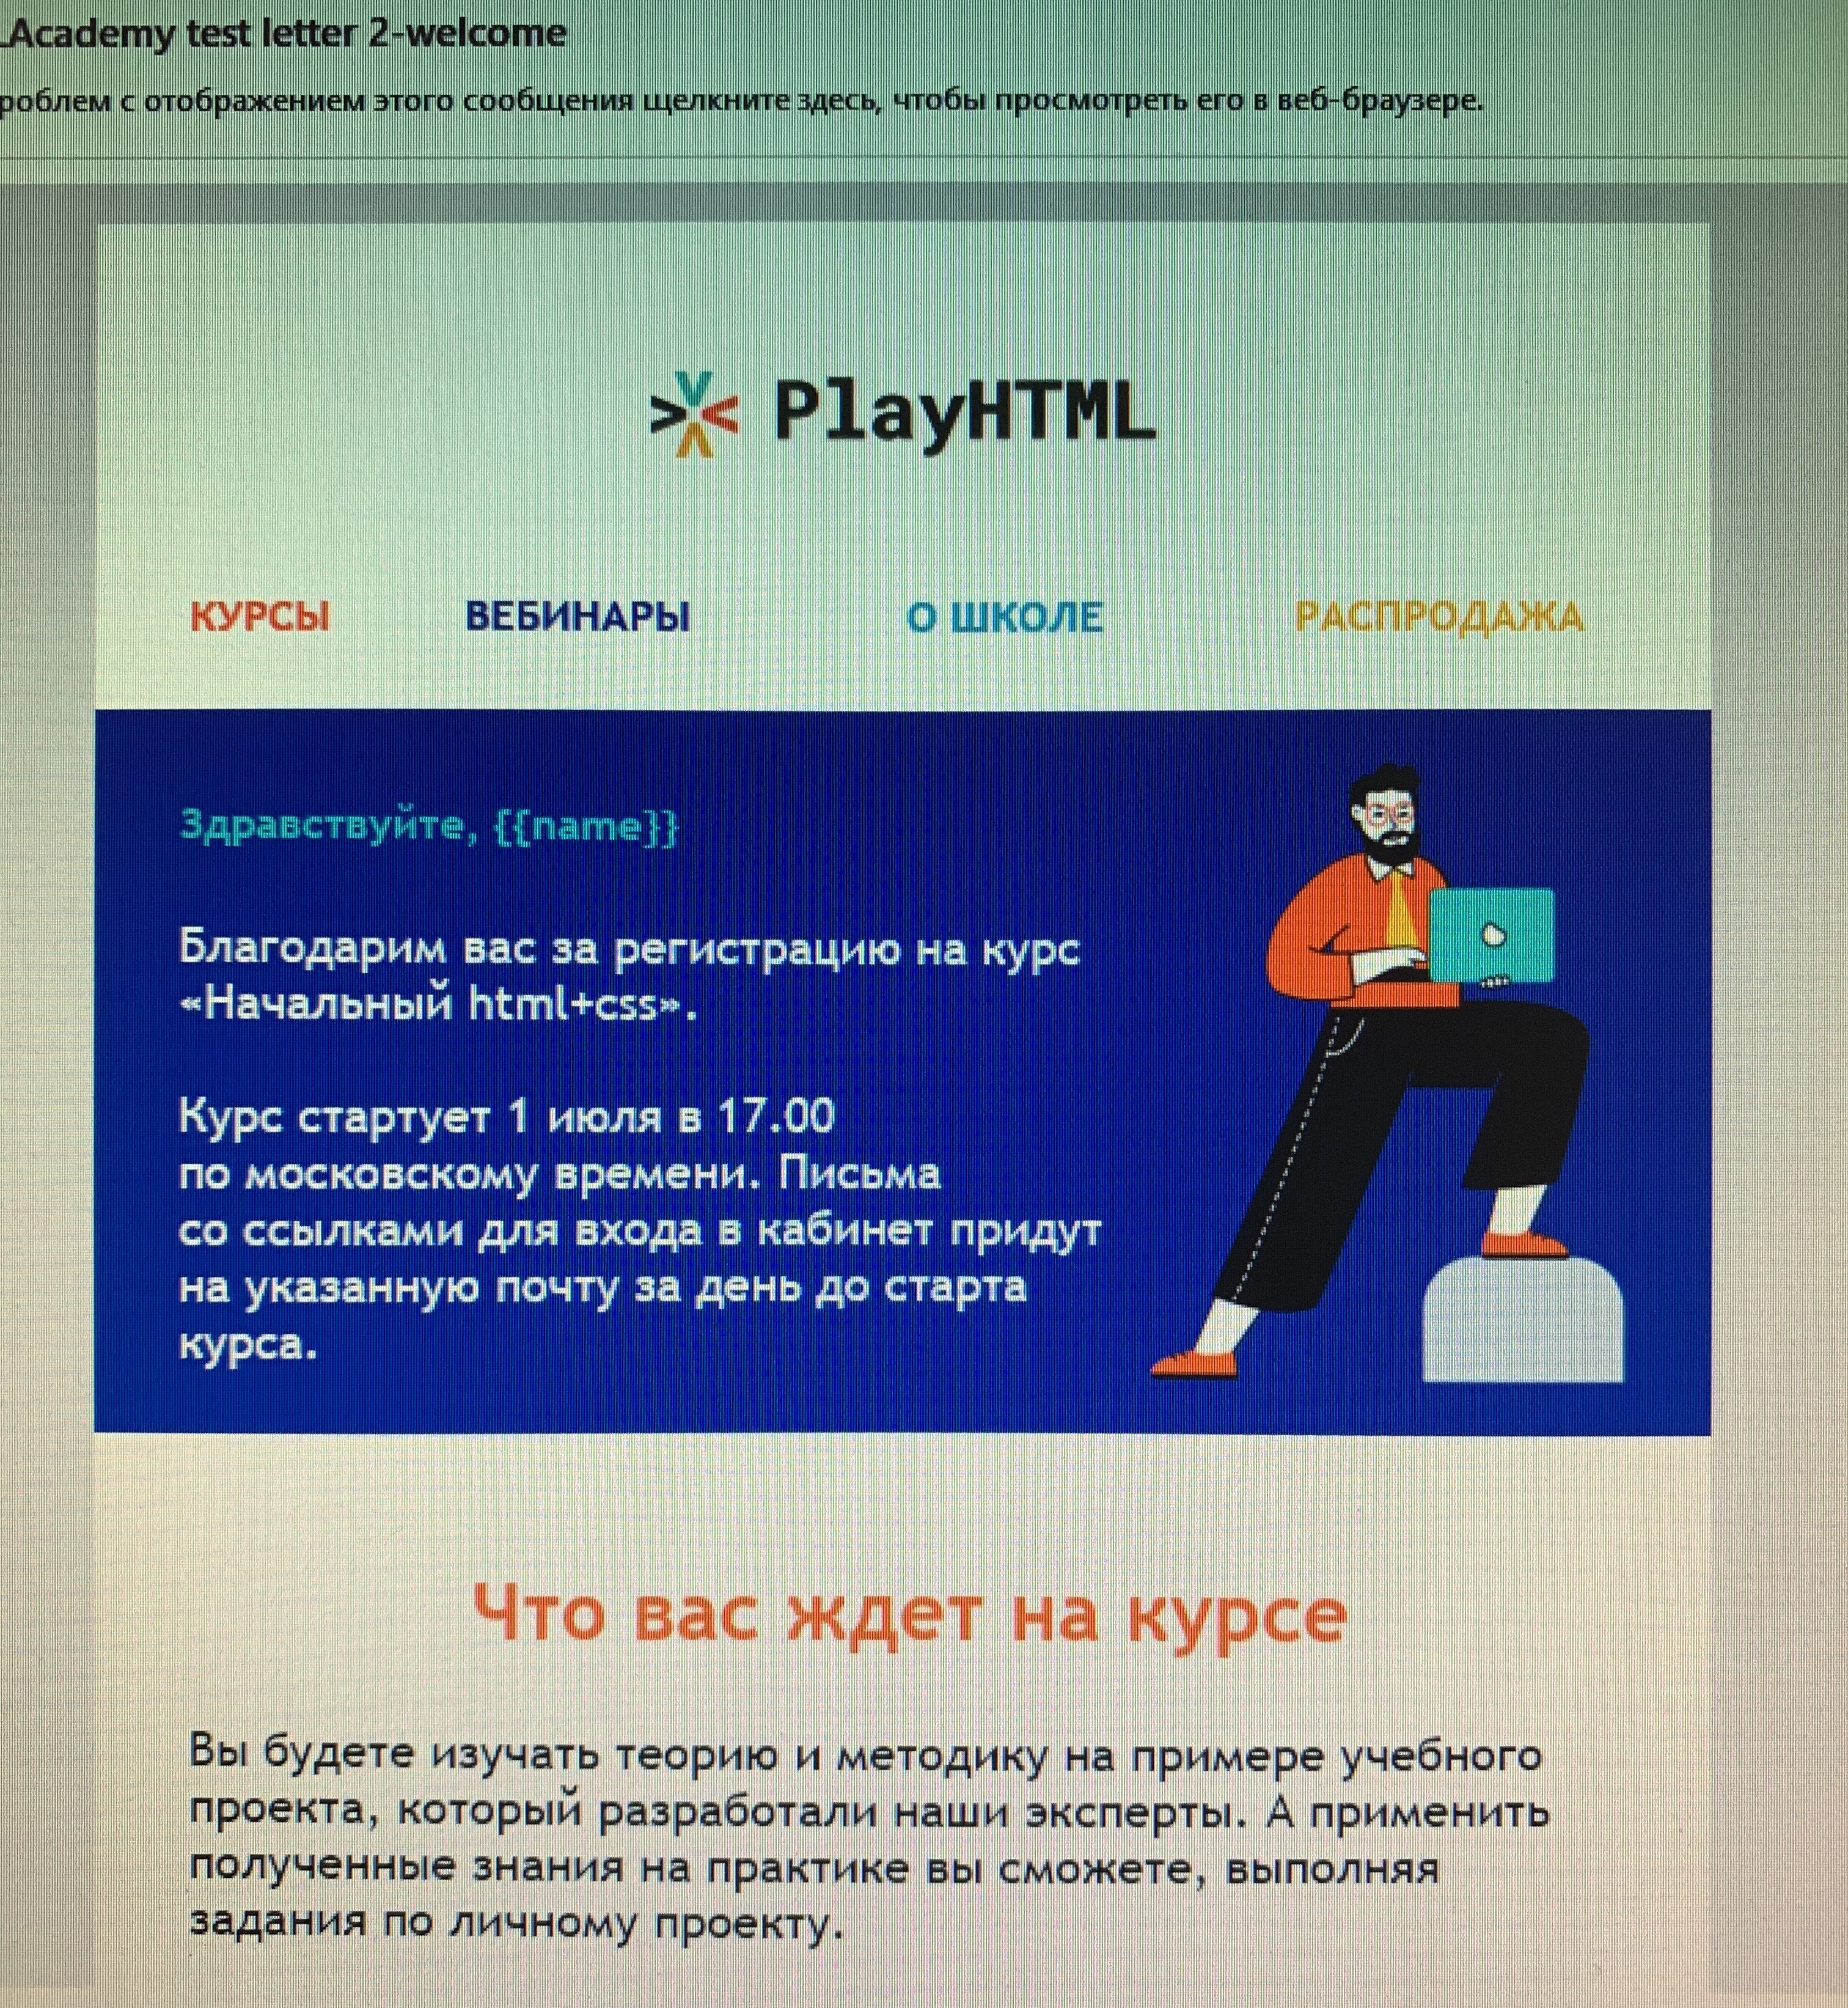 Academy test letter 2-welcome
роблем с отображением этого сообщения щелкните здесь, чтобы просмотреть его в веб-браузере.
PlayHTML
КУРСЫ ВЕБИНАРЫ О ШКОЛЕ РАСПРОДАЖА
Здравствуйте, {{name}}
Благодарим вас за регистрацию на курс
«Начальный html+css».
Курс стартует 1 июля в 17.00
по московскому времени. Письма
со ссылками для входа в кабинет придут
на указанную почту за день до старта
курса.
Что вас ждет на курсе
Вы будете изучать теорию и методику на примере учебного
проекта, который разработали наши эксперты. А применить
полученные знания на практике вы сможете, выполняя
задания по личному проекту.